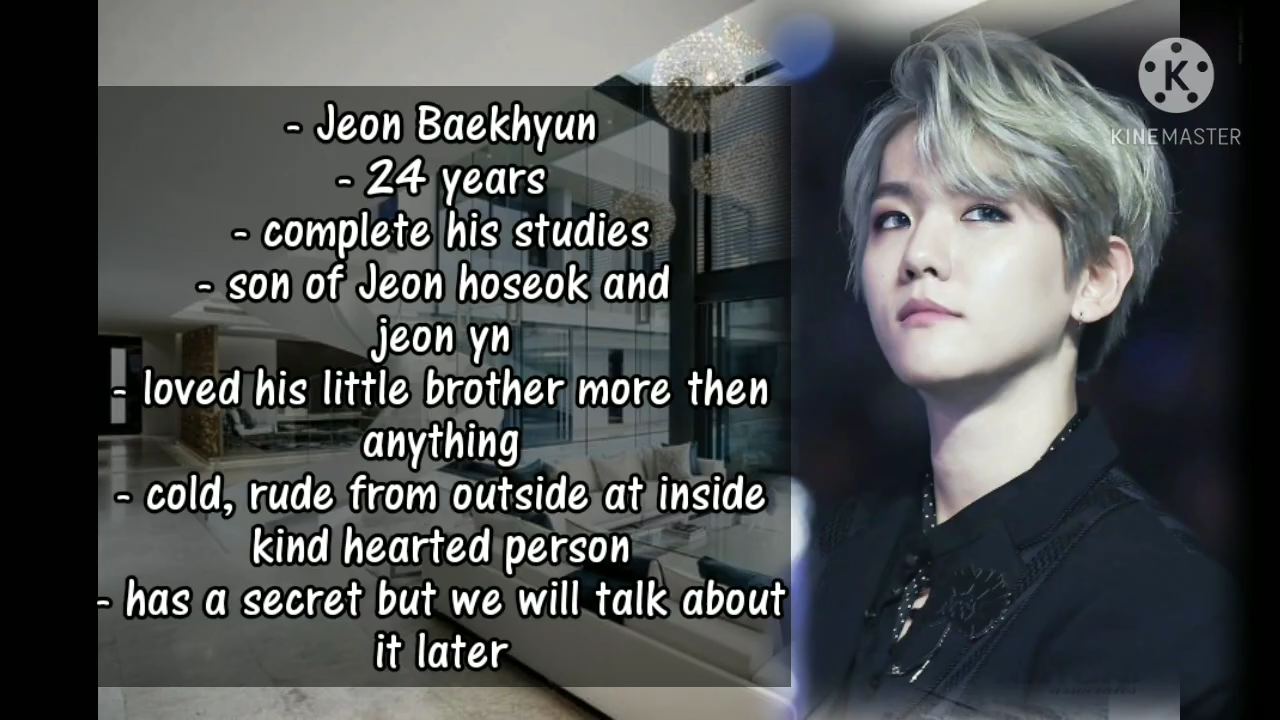 - Jeon Baekhyun
- 24 years
- complete his studies
- son of Jeon hoseok and
jeon yn
- loved his little brother more then
anything
- cold, rude from outside at inside
kind hearted person
- has a secret but we will talk about
it later
K
KINEMASTER